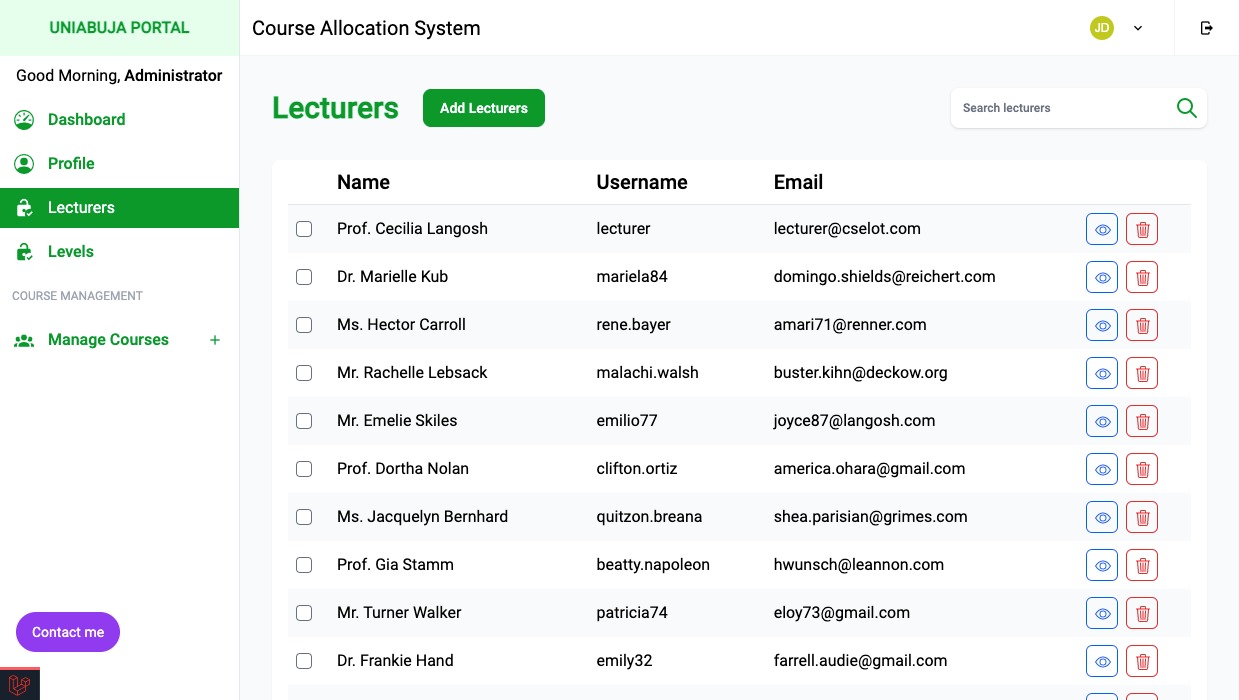 UNIABUJA PORTAL
Course Allocation System
JD
Good Morning, Administrator
Dashboard
Profile
Lecturers
Levels
COURSE MANAGEMENT
Manage Courses +
Contact me
Lecturers
Add Lecturers
Search lecturers
Name Username Email
Prof. Cecilia Langosh lecturer lecturer@cselot.com
Dr. Marielle Kub mariela84 domingo.shields@reichert.com
Ms. Hector Carroll rene.bayer amari71@renner.com
Mr. Rachelle Lebsack malachi.walsh buster.kihn@deckow.org
Mr. Emelie Skiles emilio77 joyce87@langosh.com
Prof. Dortha Nolan clifton.ortiz america.ohara@gmail.com
Ms. Jacquelyn Bernhard quitzon.breana shea.parisian@grimes.com
Prof. Gia Stamm beatty.napoleon hwunsch@leannon.com
Mr. Turner Walker patricia74 eloy73@gmail.com
Dr. Frankie Hand emily32 farrell.audie@gmail.com